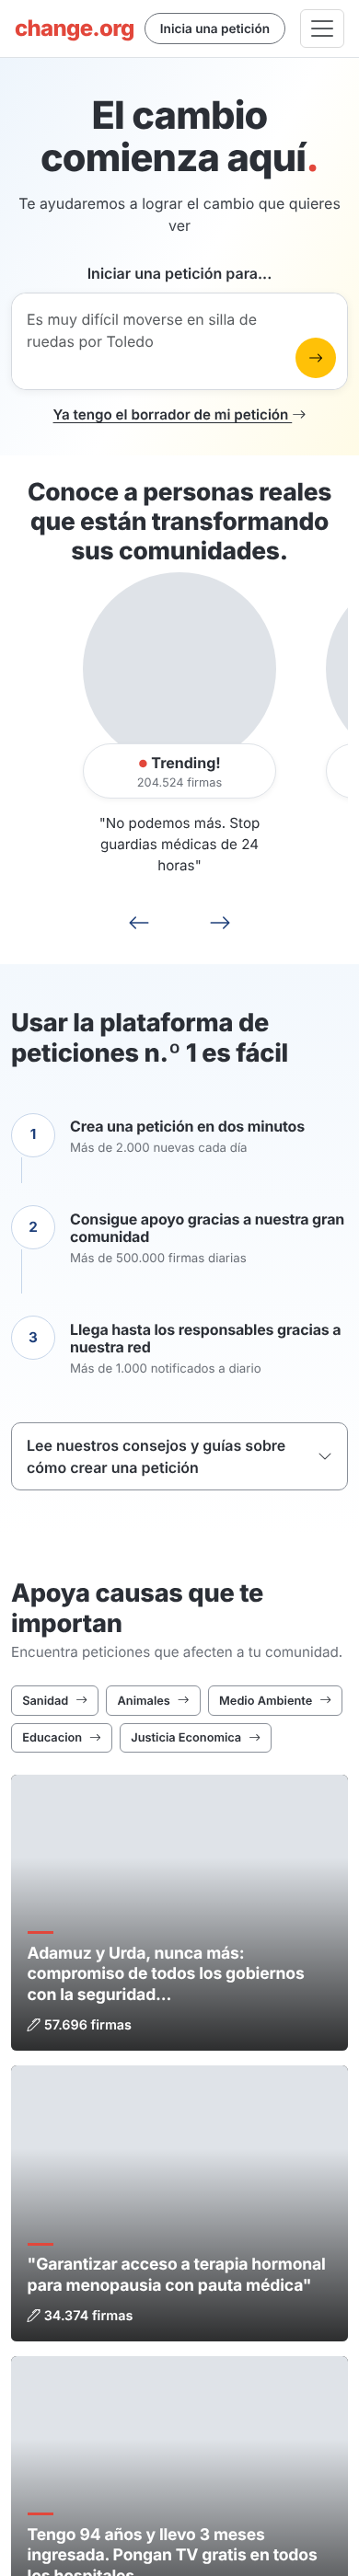 change.org
Inicia una petición
El cambio
comienza aquí.
Te ayudaremos a lograr el cambio que quieres
ver
Iniciar una petición para...
Es muy difícil moverse en silla de
ruedas por Toledo
Ya tengo el borrador de mi petición
Conoce a personas reales
que están transformando
sus comunidades.
Trending!
204.524 firmas
"No podemos más. Stop
guardias médicas de 24
horas"
Usar la plataforma de
peticiones n.º 1 es fácil
1
Crea una petición en dos minutos
Más de 2.000 nuevas cada día
2
Consigue apoyo gracias a nuestra gran
comunidad
Más de 500.000 firmas diarias
3
Llega hasta los responsables gracias a
nuestra red
Más de 1.000 notificados a diario
Lee nuestros consejos y guías sobre
cómo crear una petición
Apoya causas que te
importan
Encuentra peticiones que afecten a tu comunidad.
Sanidad
Animales
Medio Ambiente
Educacion
Justicia Economica
Adamuz y Urda, nunca más:
compromiso de todos los gobiernos
con la seguridad...
57.696 firmas
"Garantizar acceso a terapia hormonal
para menopausia con pauta médica"
34.374 firmas
Tengo 94 años y llevo 3 meses
ingresada. Pongan TV gratis en todos
los hospitales